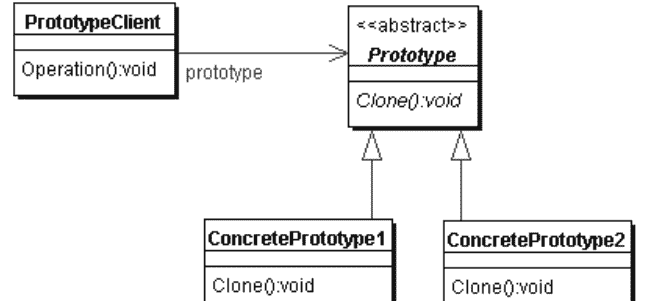 PrototypeClient
Operation():void
prototype
<<abstract>>
Prototype
Clone():void
ConcretePrototype1
Clone():void
ConcretePrototype2
Clone():void